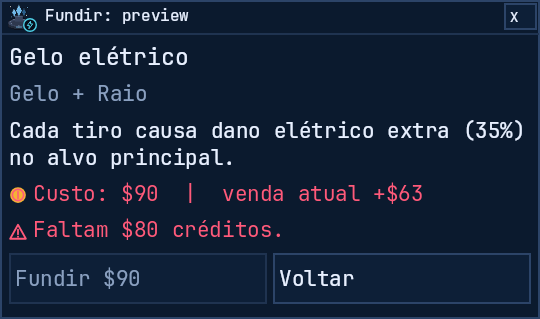 Fundir: preview
X
Gelo elétrico
Gelo + Raio
Cada tiro causa dano elétrico extra (35%)
no alvo principal.
Custo: $90 | venda atual +$63
Faltam $80 créditos.
Fundir $90
Voltar